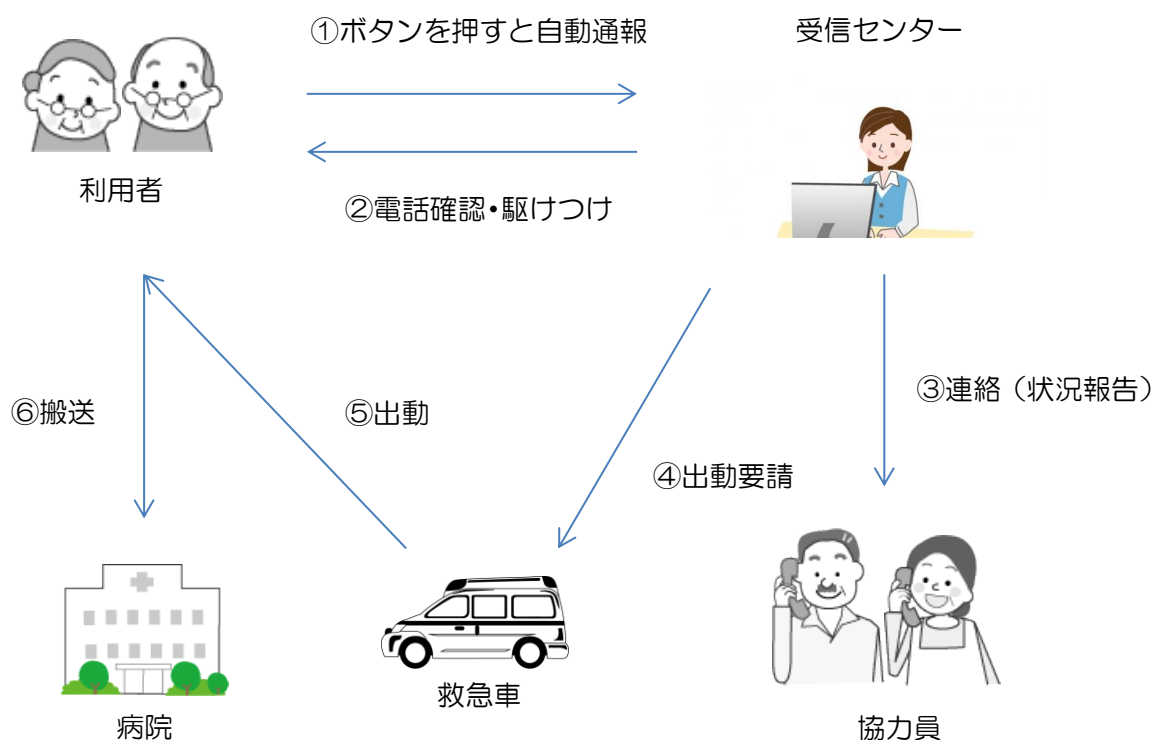 ①ボタンを押すと自動通報
受信センター
利用者
②電話確認・駆けつけ
③連絡（状況報告）
⑥搬送
⑤出動
④出動要請
救急車
病院
協力員